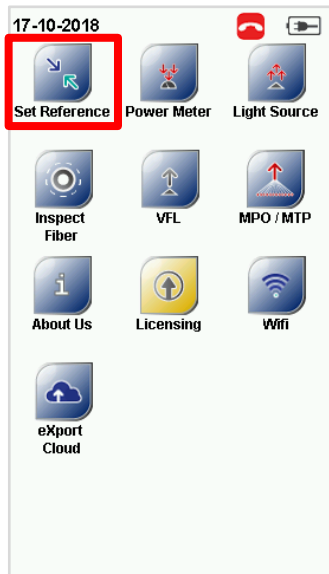 17-10-2018
Set Reference Power Meter Light Source
Inspect Fiber VFL MPO / MTP
About Us Licensing Wifi
eXport
Cloud